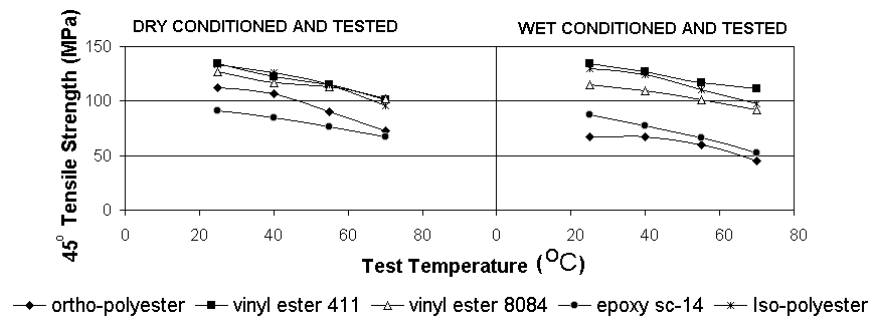 DRY CONDITIONED AND TESTED
WET CONDITIONED AND TESTED
45° Tensile Strength (MPa)
150
100
50
0
0 20 40 60 80
0 20 40 60 80
Test Temperature (°C)
ortho-polyester vinyl ester 411 vinyl ester 8084 epoxy sc-14 Iso-polyester